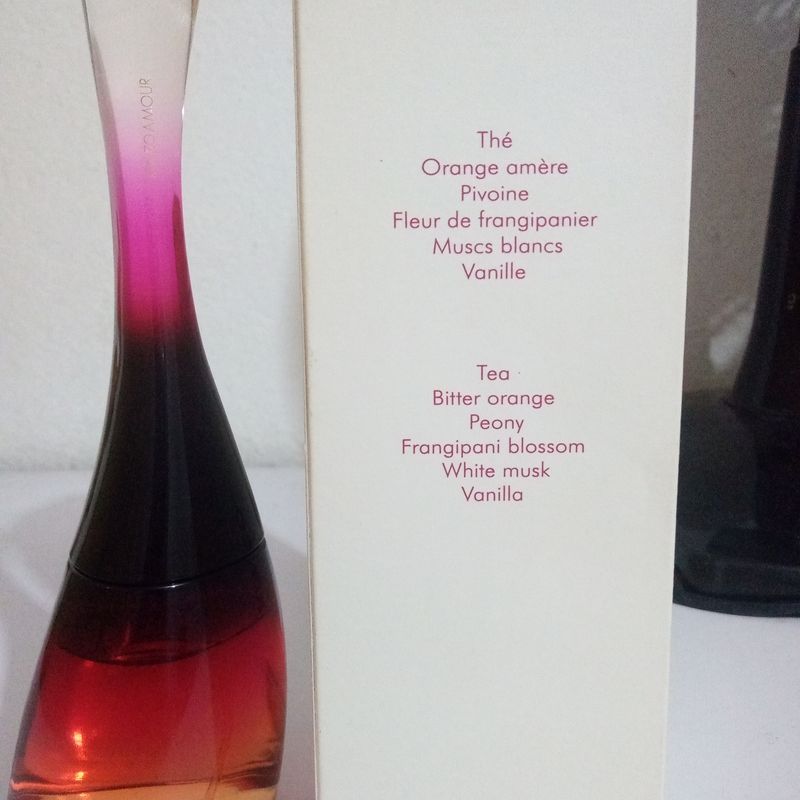 ZOAMOUR
Thé
Orange amère
Pivoine
Fleur de frangipanier
Muscs blancs
Vanille
Tea
Bitter orange
Peony
Frangipani blossom
White musk
Vanilla